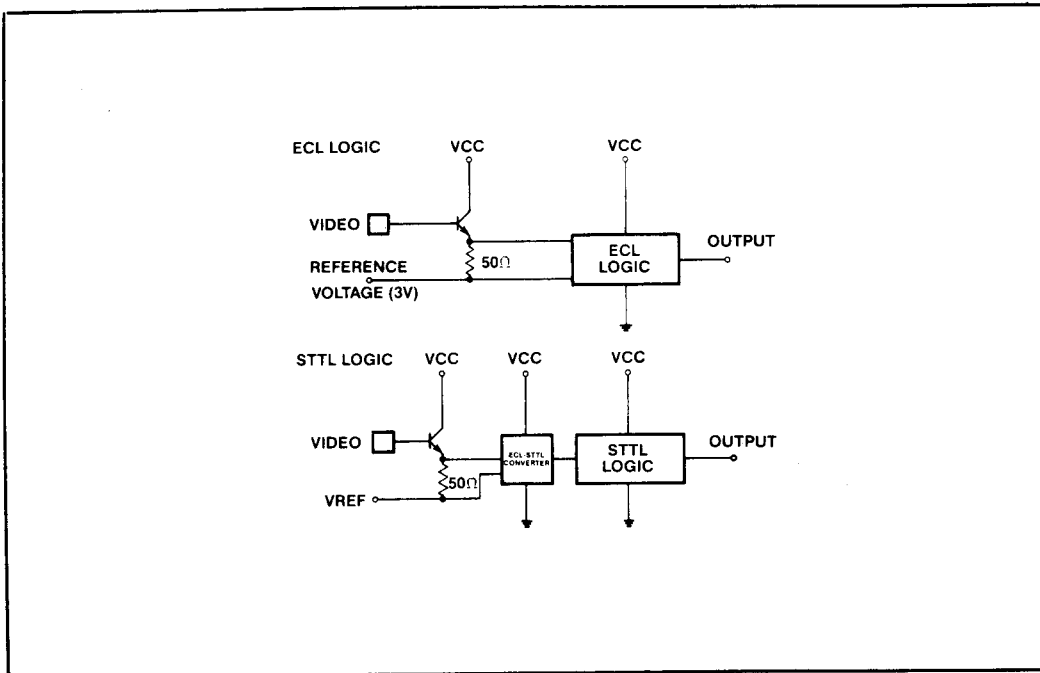 ECL LOGIC VCC VCC
VIDEO
OUTPUT
ECL
LOGIC
50Ω
REFERENCE
VOLTAGE (3V)
STTL LOGIC VCC VCC VCC
VIDEO
OUTPUT
ECL-STTL
CONVERTER
STTL
LOGIC
50Ω
VREF